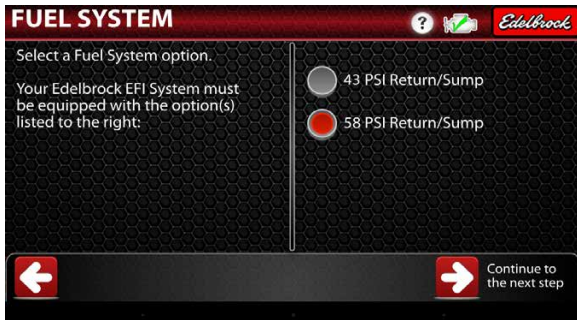 FUEL SYSTEM
?
Edelbrock
Select a Fuel System option.
Your Edelbrock EFI System must
be equipped with the option(s)
listed to the right:
43 PSI Return/Sump
58 PSI Return/Sump
Continue to
the next step